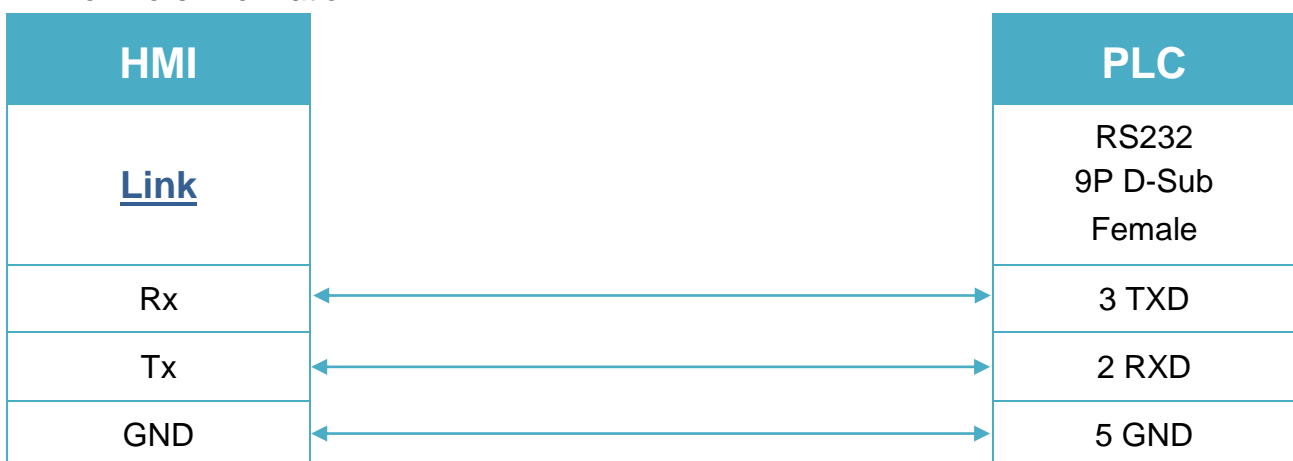 HMI PLC
Link RS232
9P D-Sub
Female
Rx 3 TXD
Tx 2 RXD
GND 5 GND